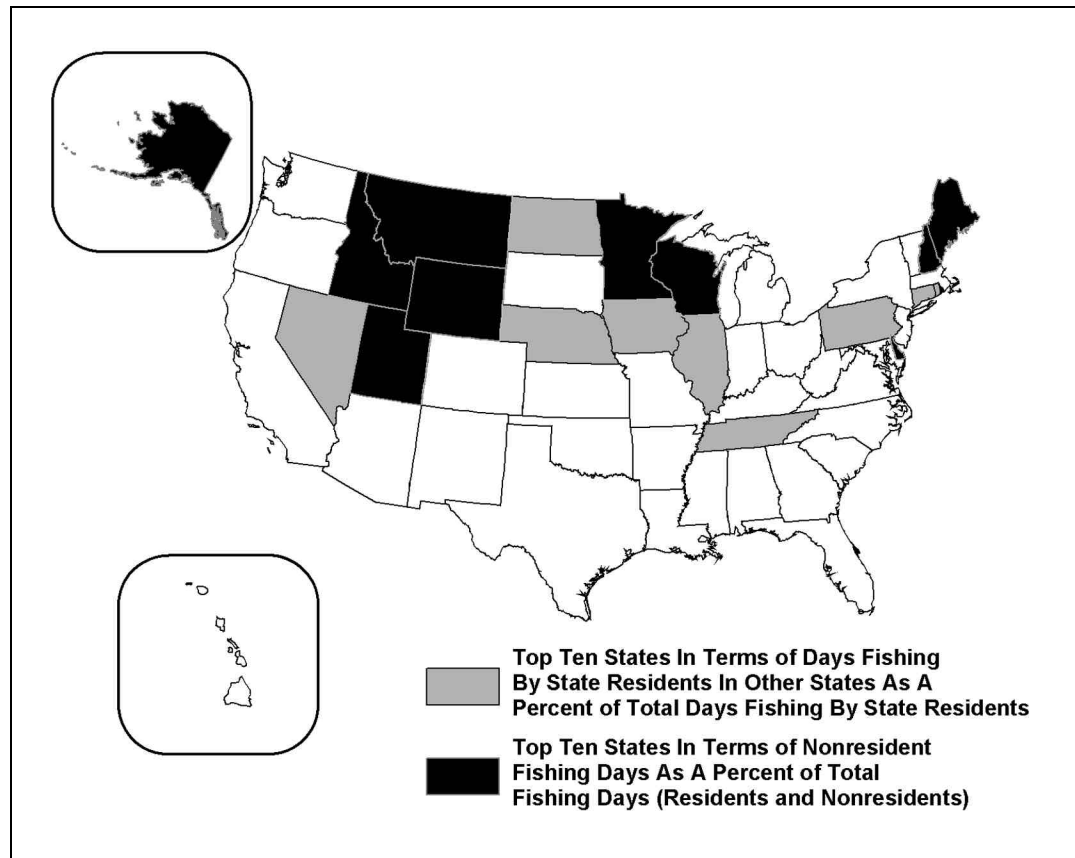 Top Ten States In Terms of Days Fishing
By State Residents In Other States As A
Percent of Total Days Fishing By State Residents
Top Ten States In Terms of Nonresident
Fishing Days As A Percent of Total
Fishing Days (Residents and Nonresidents)